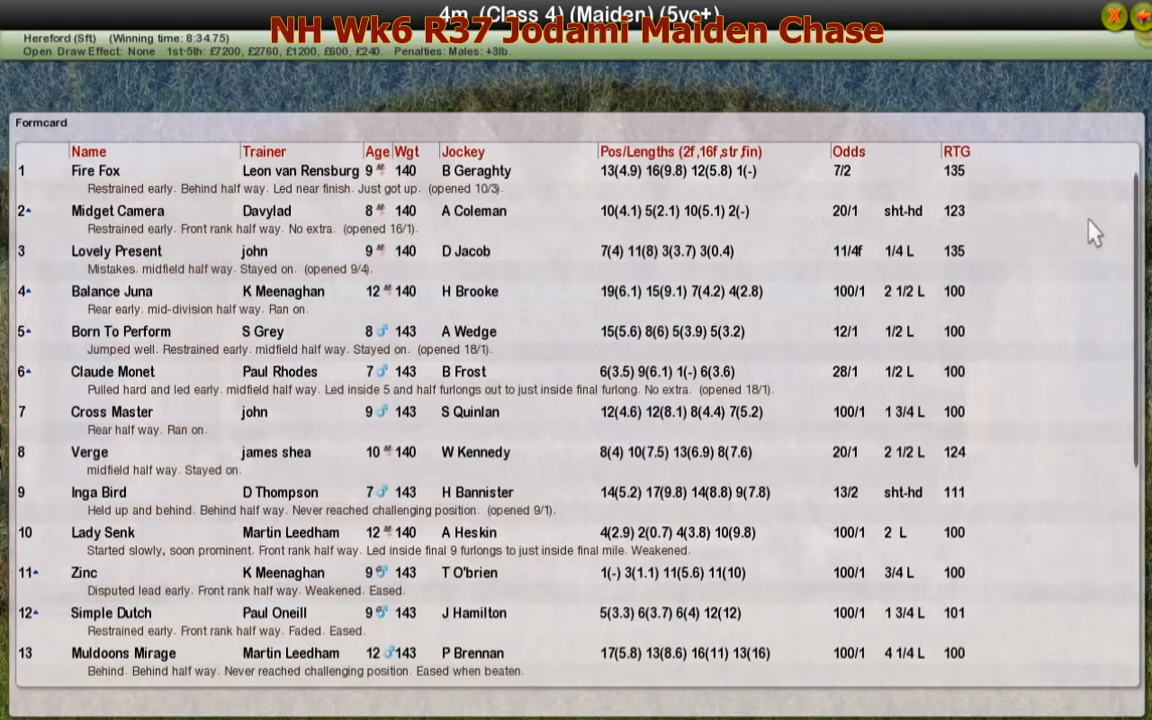 4m (Class 4) (Maiden) (5yo+)
NH Wk6 R37 Jodami Maiden Chase
Hereford (Sft) (Winning time: 8:34.75)
Open Draw Effect: None 1st-5th: £7200, £2760, £1200, £600, £240. Penalties: Males: +3lb.
Formcard
Name Trainer Age Wgt Jockey Pos/Lengths (2f,16f,str,fin) Odds RTG
1 Fire Fox Leon van Rensburg 9 140 B Geraghty 13(4.9) 16(9.8) 12(5.8) 1(-) 7/2 135
Restrained early. Behind half way. Led near finish. Just got up. (opened 10/3).
2 Midget Camera Davylad 8 140 A Coleman 10(4.1) 5(2.1) 10(5.1) 2(-) 20/1 sht-hd 123
Restrained early. Front rank half way. No extra. (opened 16/1).
3 Lovely Present john 9 140 D Jacob 7(4) 11(8) 3(3.7) 3(0.4) 11/4f 1/4 L 135
Mistakes. midfield half way. Stayed on. (opened 9/4).
4 Balance Juna K Meenaghan 12 140 H Brooke 19(6.1) 15(9.1) 7(4.2) 4(2.8) 100/1 2 1/2 L 100
Rear early. mid-division half way. Ran on.
5 Born To Perform S Grey 8 143 A Wedge 15(5.6) 8(6) 5(3.9) 5(3.2) 12/1 1/2 L 100
Jumped well. Restrained early. midfield half way. Stayed on. (opened 18/1).
6 Claude Monet Paul Rhodes 7 143 B Frost 6(3.5) 9(6.1) 1(-) 6(3.6) 28/1 1/2 L 100
Pulled hard and led early. midfield half way. Led inside 5 and half furlongs out to just inside final furlong. No extra. (opened 18/1).
7 Cross Master john 9 143 S Quinlan 12(4.6) 12(8.1) 8(4.4) 7(5.2) 100/1 1 3/4 L 100
Rear half way. Ran on.
8 Verge james shea 10 140 W Kennedy 8(4) 10(7.5) 13(6.9) 8(7.6) 20/1 2 1/2 L 124
midfield half way. Stayed on.
9 Inga Bird D Thompson 7 143 H Bannister 14(5.2) 17(9.8) 14(8.8) 9(7.8) 13/2 sht-hd 111
Held up and behind. Behind half way. Never reached challenging position. (opened 9/1).
10 Lady Senk Martin Leedham 12 140 A Heskin 4(2.9) 2(0.7) 4(3.8) 10(9.8) 100/1 2 L 100
Started slowly, soon prominent. Front rank half way. Led inside final 9 furlongs to just inside final mile. Weakened.
11 Zinc K Meenaghan 9 143 T O'brien 1(-) 3(1.1) 11(5.6) 11(10) 100/1 3/4 L 100
Disputed lead early. Front rank half way. Weakened. Eased.
12 Simple Dutch Paul Oneill 9 143 J Hamilton 5(3.3) 6(3.7) 6(4) 12(12) 100/1 1 3/4 L 101
Restrained early. Front rank half way. Faded. Eased.
13 Muldoons Mirage Martin Leedham 12 143 P Brennan 17(5.8) 13(8.6) 16(11) 13(16) 100/1 4 1/4 L 100
Behind. Behind half way. Never reached challenging position. Eased when beaten.